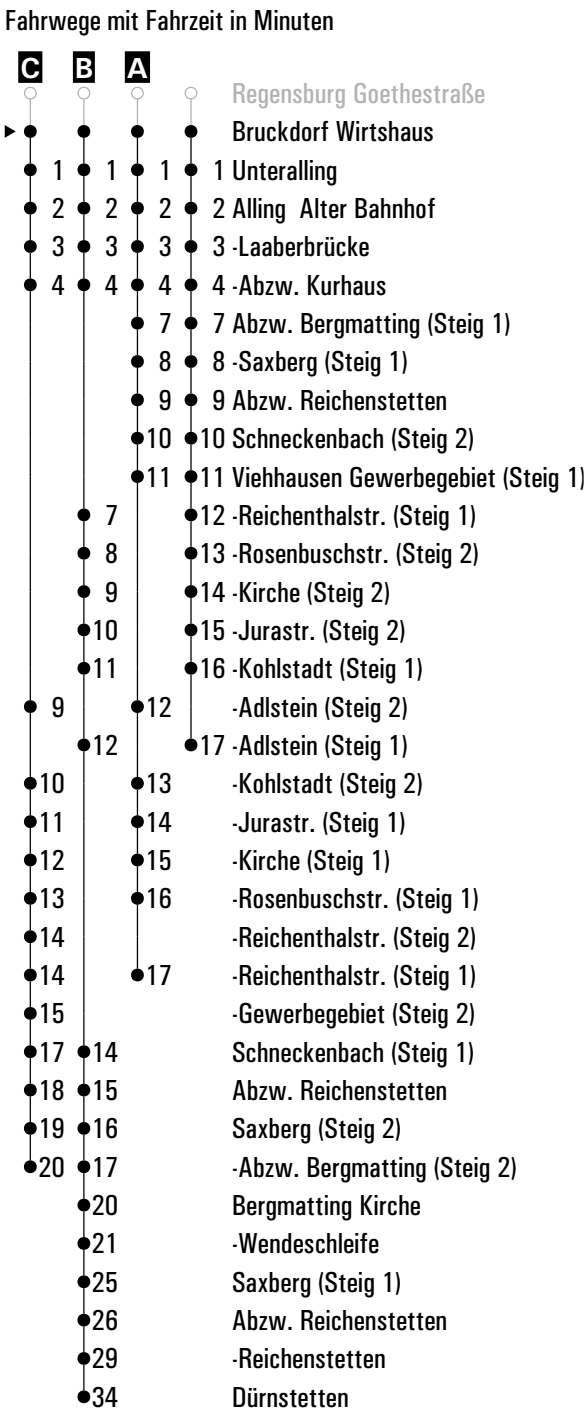 Fahrwege mit Fahrzeit in Minuten
C B A
Regensburg Goethestraße
Bruckdorf Wirtshaus
1 1 1 1 Unteralling
2 2 2 2 Alling Alter Bahnhof
3 3 3 3 -Laaberbrücke
4 4 4 4 -Abzw. Kurhaus
7 7 Abzw. Bergmatting (Steig 1)
8 8 -Saxberg (Steig 1)
9 9 Abzw. Reichenstetten
10 10 Schneckenbach (Steig 2)
11 11 Viehhausen Gewerbegebiet (Steig 1)
7 12 -Reichenthalstr. (Steig 1)
8 13 -Rosenbuschstr. (Steig 2)
9 14 -Kirche (Steig 2)
10 15 -Jurastr. (Steig 2)
11 16 -Kohlstadt (Steig 1)
9 12 -Adlstein (Steig 2)
12 17 -Adlstein (Steig 1)
10 13 -Kohlstadt (Steig 2)
11 14 -Jurastr. (Steig 1)
12 15 -Kirche (Steig 1)
13 16 -Rosenbuschstr. (Steig 1)
14 -Reichenthalstr. (Steig 2)
14 17 -Reichenthalstr. (Steig 1)
15 -Gewerbegebiet (Steig 2)
17 14 Schneckenbach (Steig 1)
18 15 Abzw. Reichenstetten
19 16 Saxberg (Steig 2)
20 17 -Abzw. Bergmatting (Steig 2)
20 Bergmatting Kirche
21 -Wendeschleife
25 Saxberg (Steig 1)
26 Abzw. Reichenstetten
29 -Reichenstetten
34 Dürnstetten